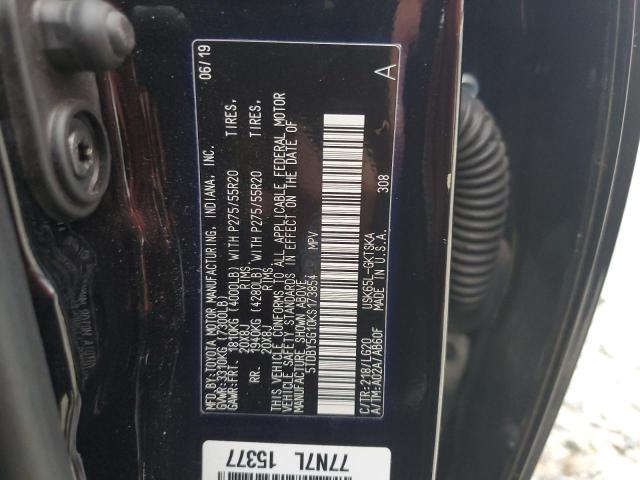 MFD.BY:TOYOTA MOTOR MANUFACTURING, INDIANA, INC. 06/19
GVWR:3310KG (7300LB)
GAWR:FRT. 1810KG (4000LB) WITH P275/55R20 TIRES,
20X8J RIMS
RR. 1940KG (4280LB) WITH P275/55R20 TIRES,
20X8J RIMS
THIS VEHICLE CONFORMS TO ALL APPLICABLE FEDERAL MOTOR
VEHICLE SAFETY STANDARDS IN EFFECT ON THE DATE OF
MANUFACTURE SHOWN ABOVE.
5TDBY5G10KS173854 MPV
A
308
C/TR:218/LG20 USK65L-GKTSKA
A/TM:A02A/AB60F MADE IN U.S.A.
77N7L
15377